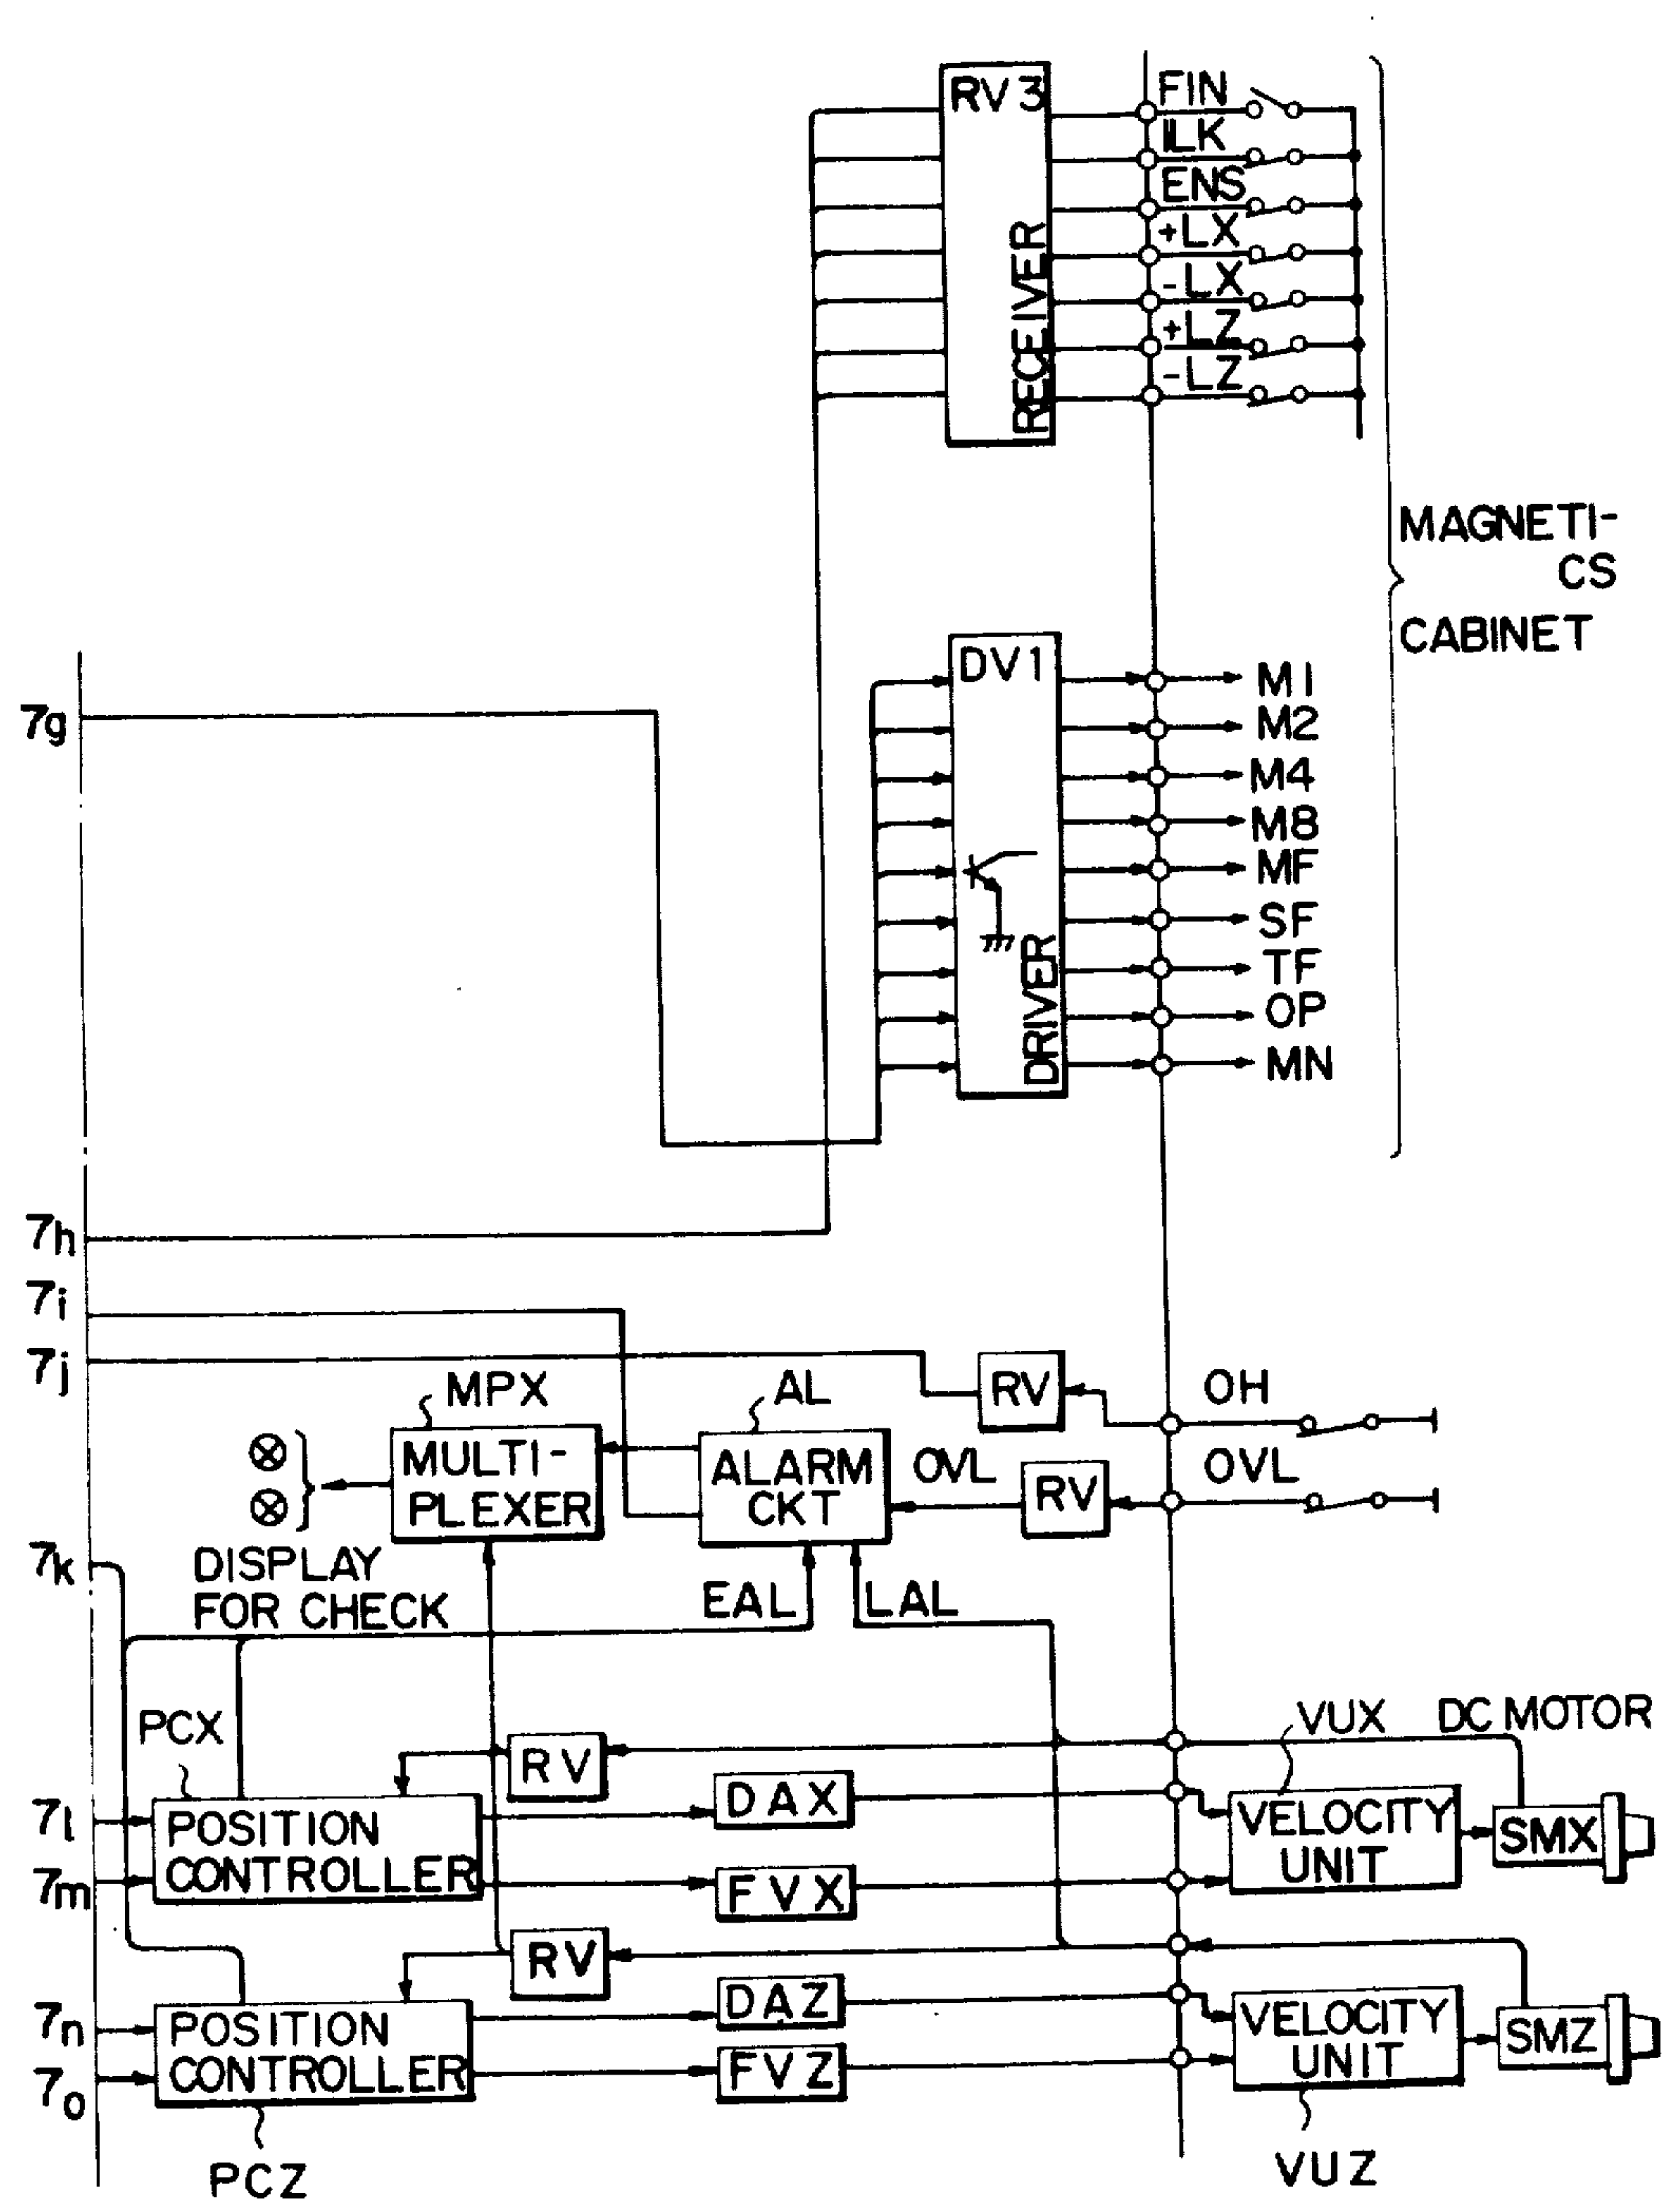 RV3
RECEIVER
FIN
ILK
ENS
+LX
-LX
+LZ
-LZ
MAGNETI-
CS
CABINET
7g
DV1
DRIVER
M1
M2
M4
M8
MF
SF
TF
OP
MN
7h
7i
7j
MPX
AL
RV
OH
MULTI-
PLEXER
ALARM
CKT
OVL
RV
OVL
7k
DISPLAY
FOR CHECK
EAL
LAL
PCX
RV
VUX
DC MOTOR
7l
POSITION
CONTROLLER
DAX
VELOCITY
UNIT
SMX
7m
FVX
RV
7n
POSITION
CONTROLLER
DAZ
VELOCITY
UNIT
SMZ
7o
FVZ
PCZ
VUZ